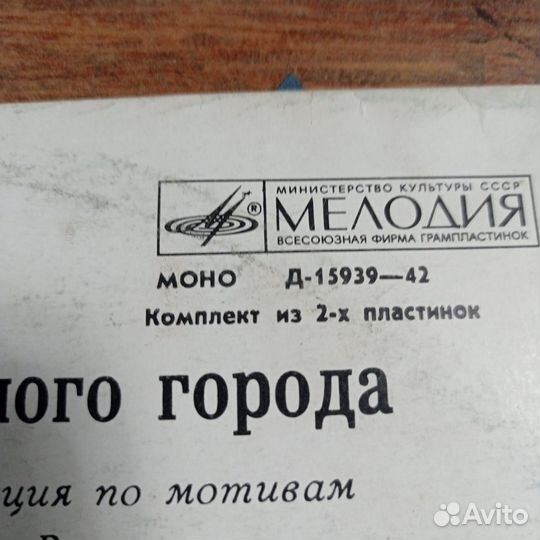 МИНИСТЕРСТВО КУЛЬТУРЫ СССР
® МЕЛОДИЯ
ВСЕСОЮЗНАЯ ФИРМА ГРАМПЛАСТИНОК
МОНО Д-15939—42
Комплект из 2-х пластинок
ного города
ция по мотивам
Avito